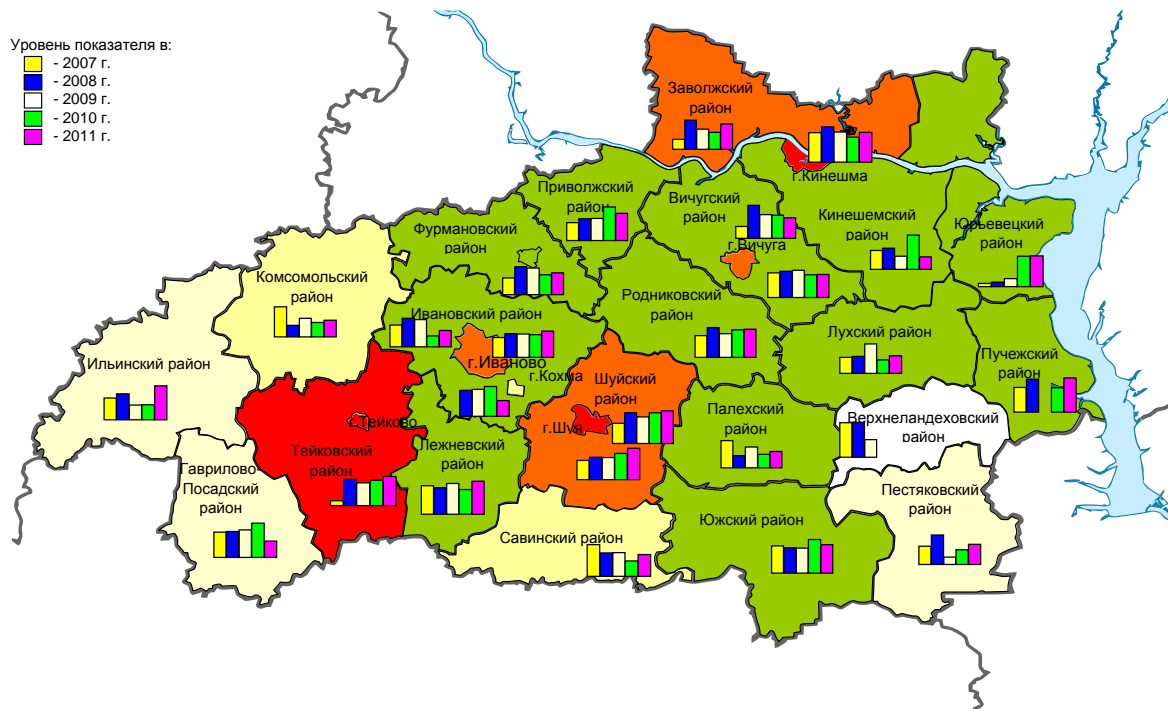 Уровень показателя в:
- 2007 г.
- 2008 г.
- 2009 г.
- 2010 г.
- 2011 г.
Заволжский
район
г.Кинешма
Приволжский
район
Вичугский
район
Кинешемский
район
Юрьевецкий
район
Фурмановский
район
г.Вичуга
Комсомольский
район
Родниковский
район
Ивановский район
Лухский район
Пучежский
район
Ильинский район
г.Иваново
г.Кохма
Шуйский
район
Палехский
район
Верхнеландеховский
район
г.Тейково
г.Шуя
Тейковский
район
Лежневский
район
Гаврилово-
Посадский
район
Пестяковский
район
Савинский район
Южский район